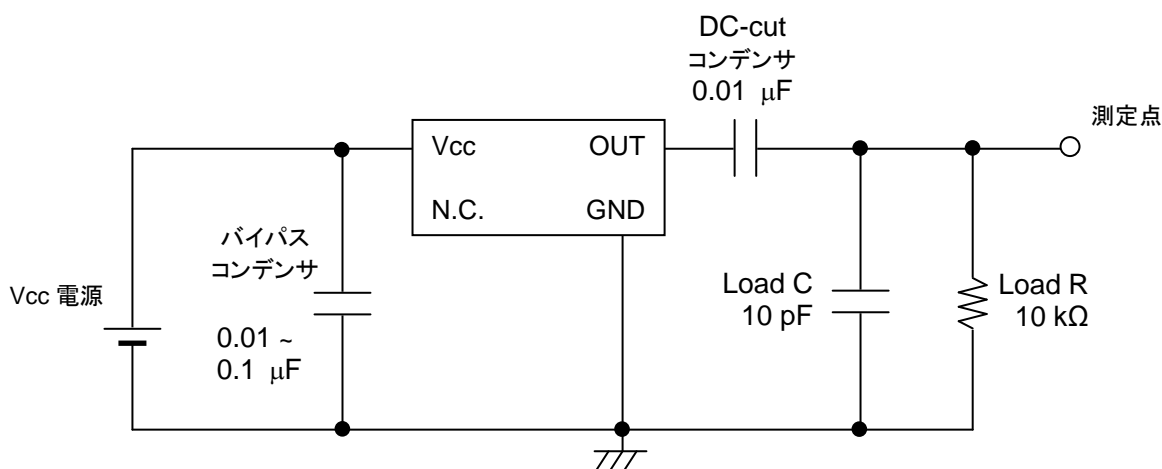 DC-cut
コンデンサ
0.01 μF
測定点
Vcc OUT
N.C. GND
バイパス
コンデンサ
0.01 ~
0.1 μF
Vcc 電源
Load C
10 pF
Load R
10 kΩ